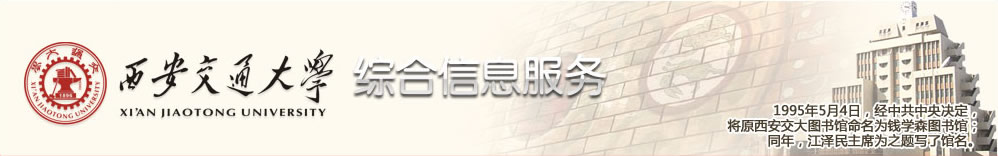 西安交通大学
XI'AN JIAOTONG UNIVERSITY
1896
综合信息服务
1995年5月4日，经中共中央决定，
将原西安交大图书馆命名为钱学森图书馆；
同年，江泽民主席为之题写了馆名。